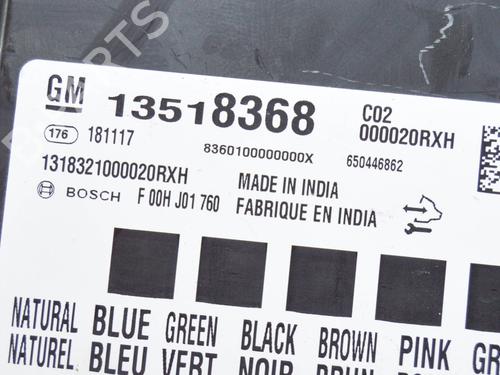 GM 13518368 C02
000020RXH
176 181117
8360100000000X 650446862
1318321000020RXH MADE IN INDIA
BOSCH F 00H J01 760 FABRIQUE EN INDIA
NATURAL BLUE GREEN BLACK BROWN PINK
NATUREL BLEU VERT NOIR BRUN